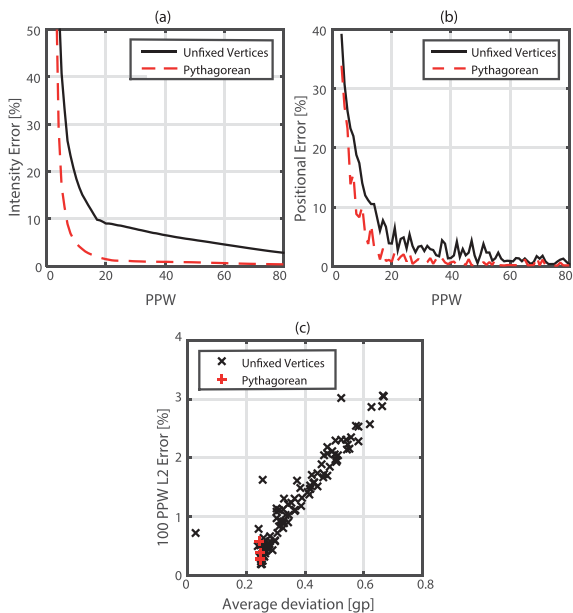 (a)
50
40
30
20
10
0
Intensity Error [%]
Unfixed Vertices
Pythagorean
0
20
40
60
80
PPW
(b)
40
30
20
10
0
Positional Error [%]
Unfixed Vertices
Pythagorean
0
20
40
60
80
PPW
(c)
4
3
2
1
0
100 PPW L2 Error [%]
Unfixed Vertices
Pythagorean
0
0.2
0.4
0.6
0.8
Average deviation [gp]